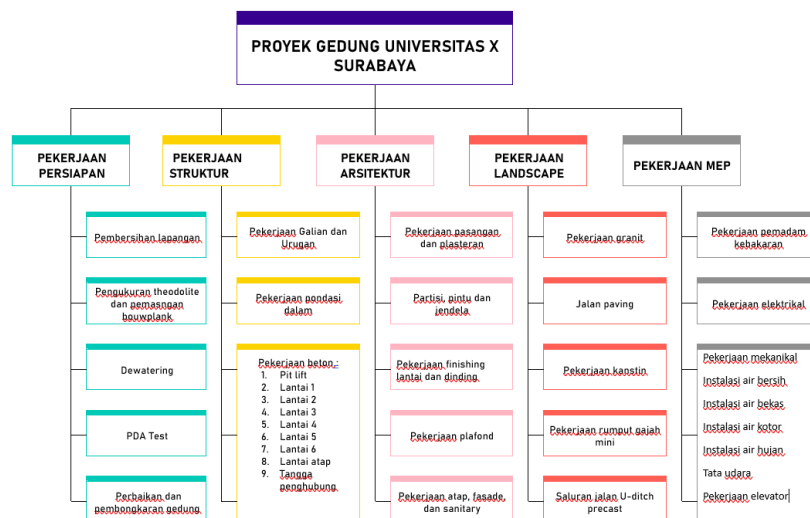 PROYEK GEDUNG UNIVERSITAS X
SURABAYA
PEKERJAAN
PERSIAPAN
Pembersihan lapangan
Pengukuran theodolite
dan pemasngan
bouwplank
Dewatering
PDA Test
Perbaikan dan
pembongkaran gedung
PEKERJAAN
STRUKTUR
Pekerjaan Galian dan
Urugan
Pekerjaan pondasi
dalam
Pekerjaan beton :
1. Pit lift
2. Lantai 1
3. Lantai 2
4. Lantai 3
5. Lantai 4
6. Lantai 5
7. Lantai 6
8. Lantai atap
9. Tangga
penghubung
PEKERJAAN
ARSITEKTUR
Pekerjaan pasangan
dan plasteran
Partisi, pintu dan
jendela
Pekerjaan finishing
lantai dan dinding
Pekerjaan plafond
Pekerjaan atap, fasade,
dan sanitary
PEKERJAAN
LANDSCAPE
Pekerjaan granit
Jalan paving
Pekerjaan kanstin
Pekerjaan rumput gajah
mini
Saluran jalan U-ditch
precast
PEKERJAAN MEP
Pekerjaan pemadam
kebakaran
Pekerjaan elektrikal
Pekerjaan mekanikal
Instalasi air bersih
Instalasi air bekas
Instalasi air kotor
Instalasi air hujan
Tata udara
Pekerjaan elevator